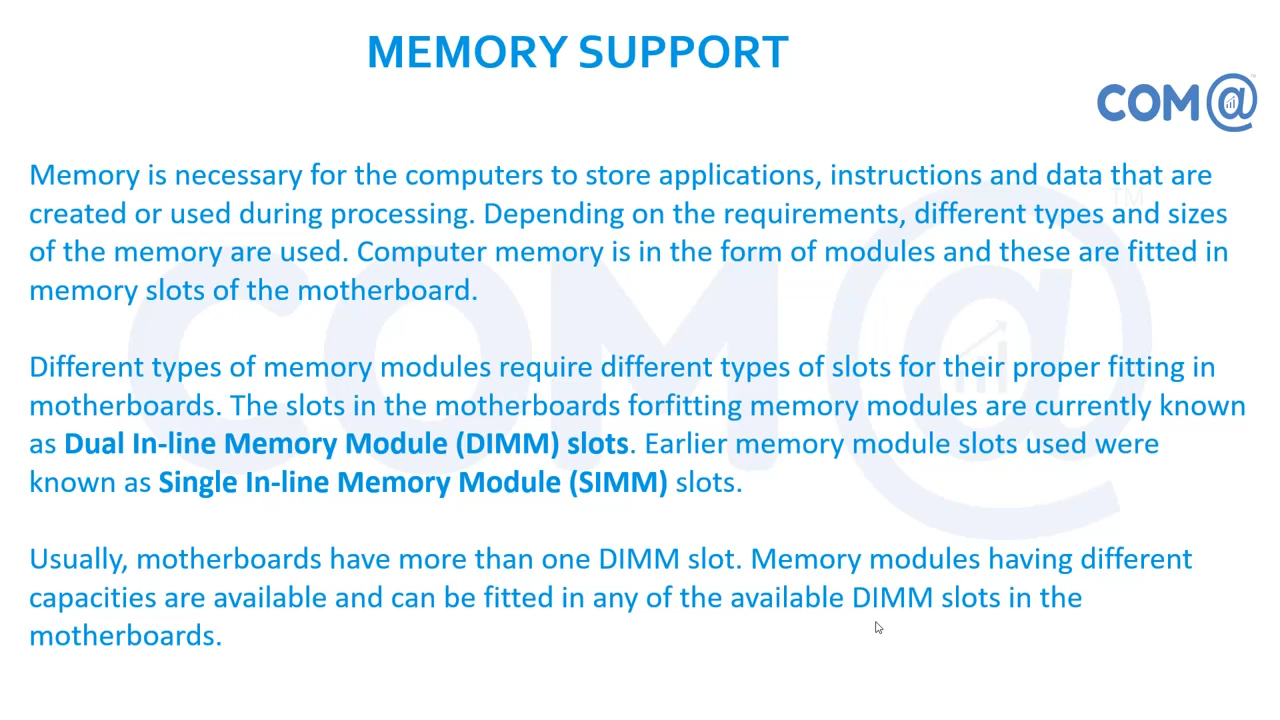 MEMORY SUPPORT
COM@
Memory is necessary for the computers to store applications, instructions and data that are
created or used during processing. Depending on the requirements, different types and sizes
of the memory are used. Computer memory is in the form of modules and these are fitted in
memory slots of the motherboard.
Different types of memory modules require different types of slots for their proper fitting in
motherboards. The slots in the motherboards forfitting memory modules are currently known
as Dual In-line Memory Module (DIMM) slots. Earlier memory module slots used were
known as Single In-line Memory Module (SIMM) slots.
Usually, motherboards have more than one DIMM slot. Memory modules having different
capacities are available and can be fitted in any of the available DIMM slots in the
motherboards.
COM@ TM